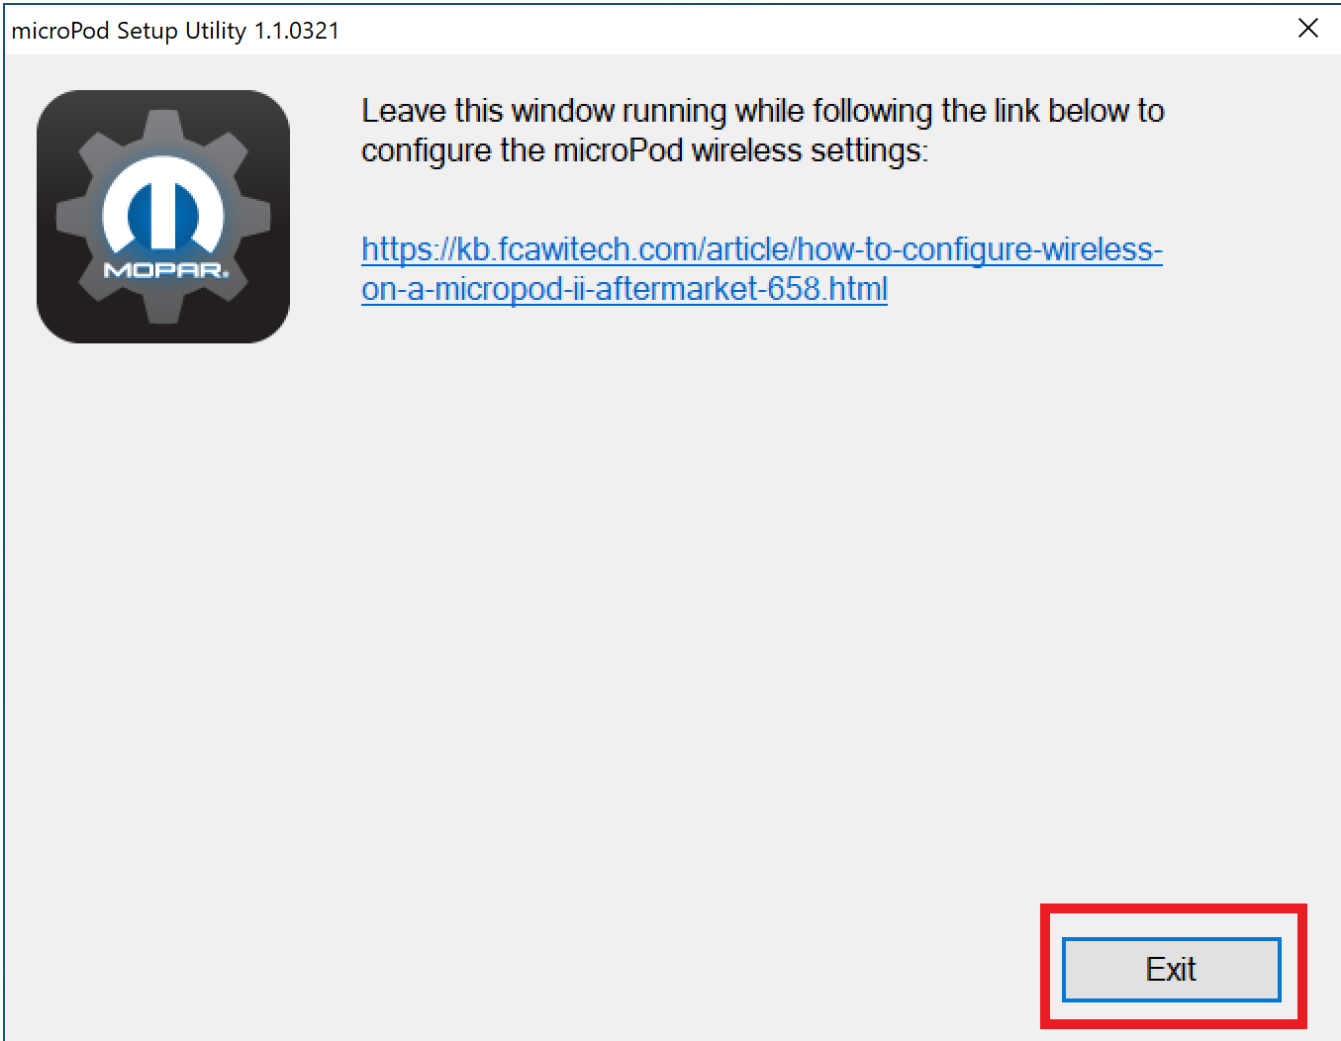 microPod Setup Utility 1.1.0321
Leave this window running while following the link below to
configure the microPod wireless settings:
https://kb.fcawitech.com/article/how-to-configure-wireless-
on-a-micropod-ii-aftermarket-658.html
MOPAR.
Exit